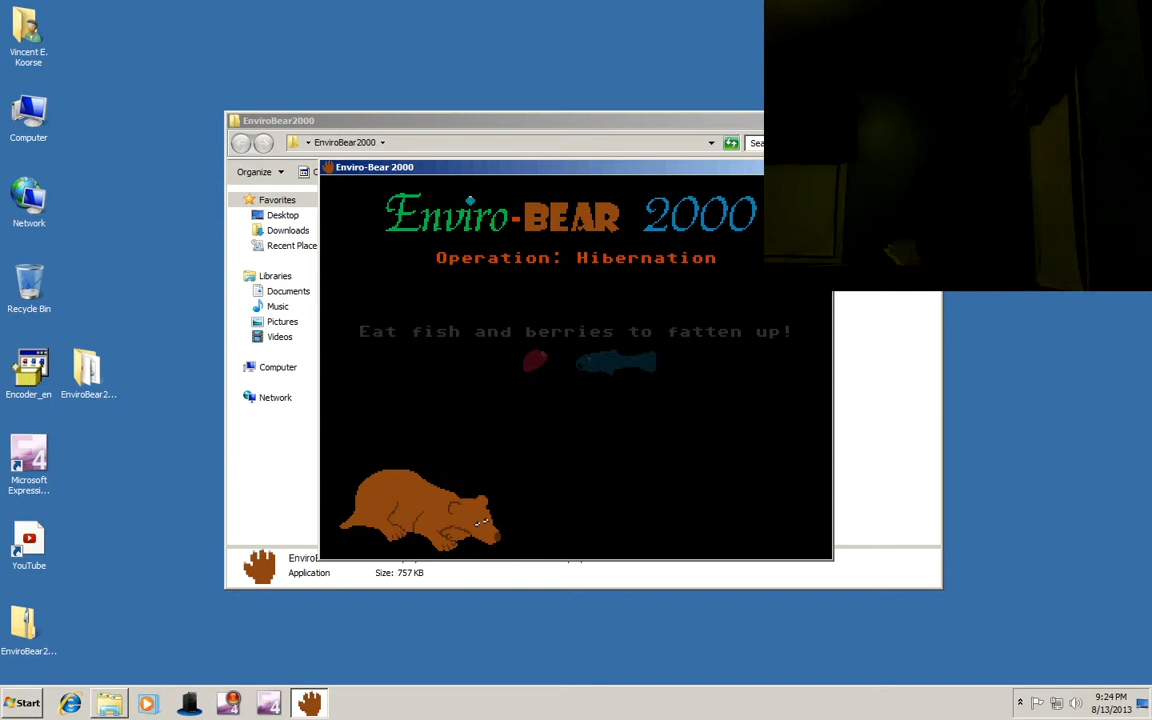 Vincent E.
Koorse
Computer
Network
Recycle Bin
Encoder_en
EnviroBear2...
Microsoft
Expressi...
YouTube
EnviroBear2...
EnviroBear2000
EnviroBear2000
Organize
Favorites
Desktop
Downloads
Recent Place
Libraries
Documents
Music
Pictures
Videos
Computer
Network
Enviro-Bear 2000
Enviro-BEAR 2000
Operation: Hibernation
Eat fish and berries to fatten up!
Application
Size: 757 KB
Start
9:24 PM
8/13/2013